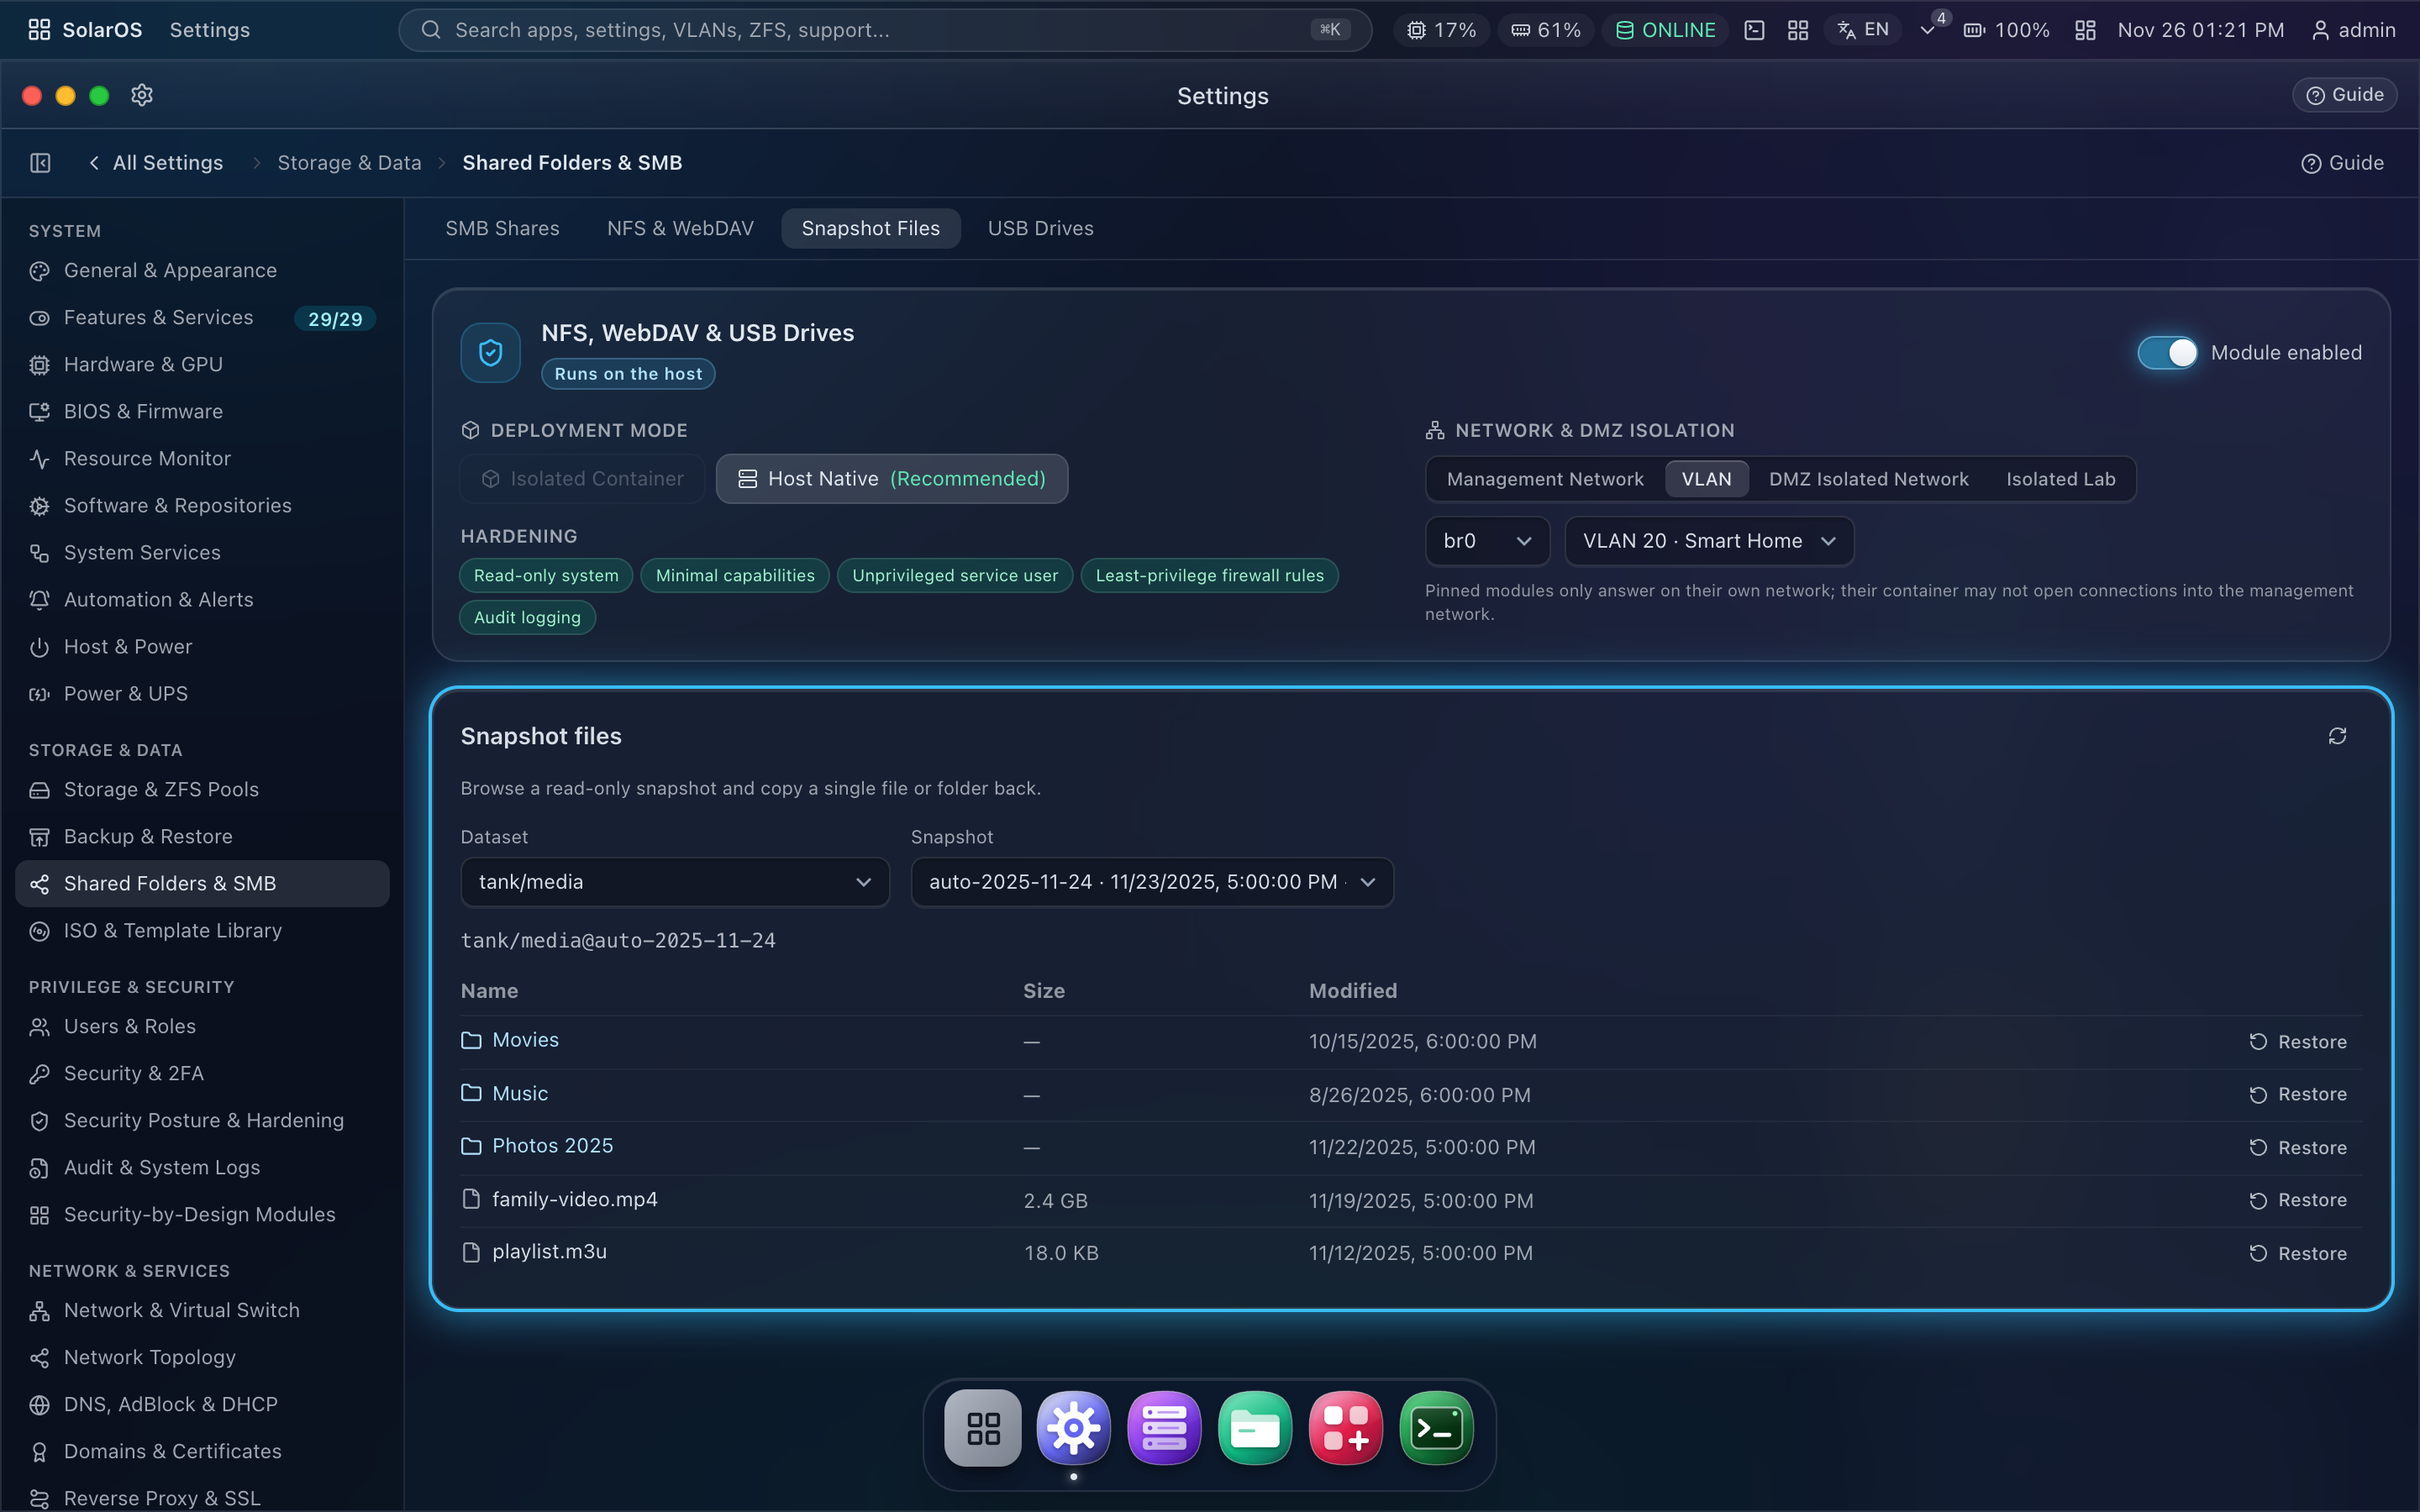 SolarOS
Settings
Search apps, settings, VLANs, ZFS, support...
⌘K
17%
61%
ONLINE
EN
4
100%
Nov 26 01:21 PM
admin
Settings
Guide
All Settings
Storage & Data
Shared Folders & SMB
Guide
SYSTEM
General & Appearance
Features & Services
29/29
Hardware & GPU
BIOS & Firmware
Resource Monitor
Software & Repositories
System Services
Automation & Alerts
Host & Power
Power & UPS
STORAGE & DATA
Storage & ZFS Pools
Backup & Restore
Shared Folders & SMB
ISO & Template Library
PRIVILEGE & SECURITY
Users & Roles
Security & 2FA
Security Posture & Hardening
Audit & System Logs
Security-by-Design Modules
NETWORK & SERVICES
Network & Virtual Switch
Network Topology
DNS, AdBlock & DHCP
Domains & Certificates
Reverse Proxy & SSL
SMB Shares
NFS & WebDAV
Snapshot Files
USB Drives
NFS, WebDAV & USB Drives
Runs on the host
Module enabled
DEPLOYMENT MODE
Isolated Container
Host Native (Recommended)
HARDENING
Read-only system
Minimal capabilities
Unprivileged service user
Least-privilege firewall rules
Audit logging
NETWORK & DMZ ISOLATION
Management Network
VLAN
DMZ Isolated Network
Isolated Lab
br0
VLAN 20 · Smart Home
Pinned modules only answer on their own network; their container may not open connections into the management
network.
Snapshot files
Browse a read-only snapshot and copy a single file or folder back.
Dataset
Snapshot
tank/media
auto-2025-11-24 · 11/23/2025, 5:00:00 PM ·
tank/media@auto-2025-11-24
Name Size Modified
Movies — 10/15/2025, 6:00:00 PM Restore
Music — 8/26/2025, 6:00:00 PM Restore
Photos 2025 — 11/22/2025, 5:00:00 PM Restore
family-video.mp4 2.4 GB 11/19/2025, 5:00:00 PM Restore
playlist.m3u 18.0 KB 11/12/2025, 5:00:00 PM Restore